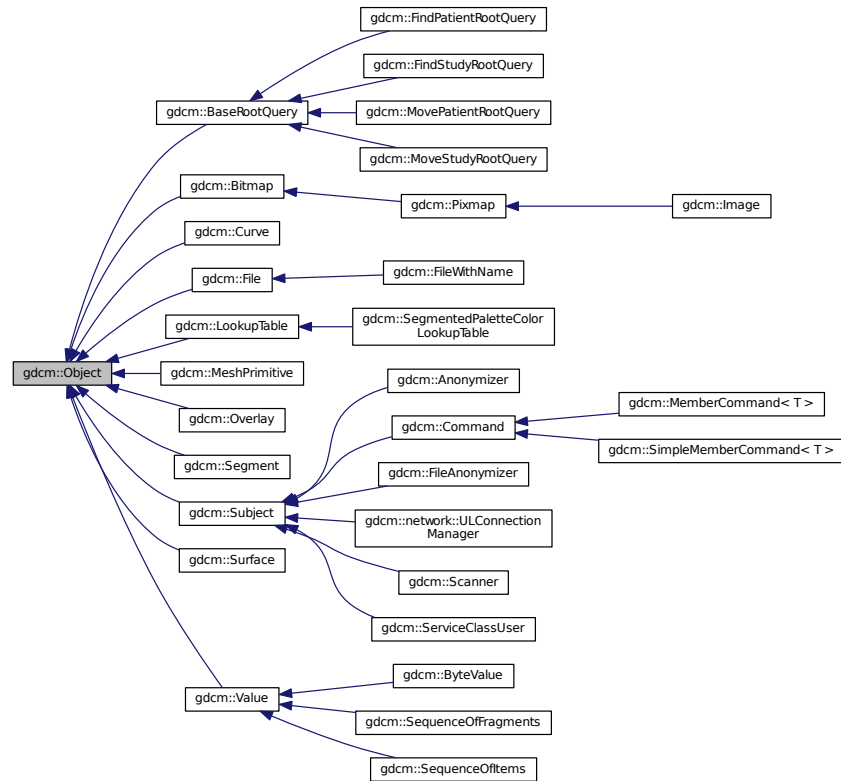 gdcm::FindPatientRootQuery
gdcm::FindStudyRootQuery
gdcm::BaseRootQuery
gdcm::MovePatientRootQuery
gdcm::MoveStudyRootQuery
gdcm::Bitmap
gdcm::Pixmap
gdcm::Image
gdcm::Curve
gdcm::File
gdcm::FileWithName
gdcm::LookupTable
gdcm::SegmentedPaletteColor
LookupTable
gdcm::Object
gdcm::MeshPrimitive
gdcm::Overlay
gdcm::Segment
gdcm::Subject
gdcm::Surface
gdcm::Anonymizer
gdcm::Command
gdcm::MemberCommand< T >
gdcm::SimpleMemberCommand< T >
gdcm::FileAnonymizer
gdcm::network::ULConnection
Manager
gdcm::Scanner
gdcm::ServiceClassUser
gdcm::Value
gdcm::ByteValue
gdcm::SequenceOfFragments
gdcm::SequenceOfItems